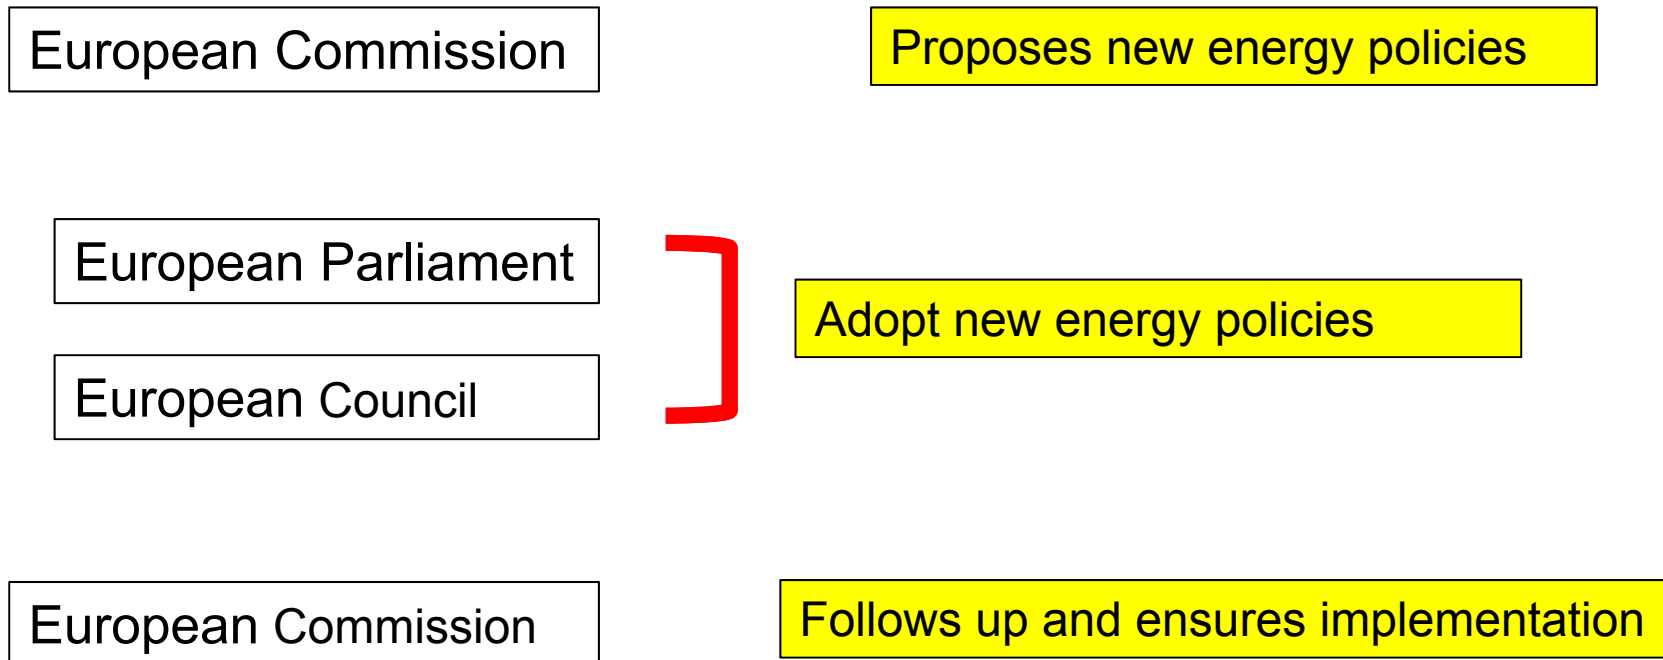 European Commission
Proposes new energy policies
European Parliament
European Council
Adopt new energy policies
European Commission
Follows up and ensures implementation